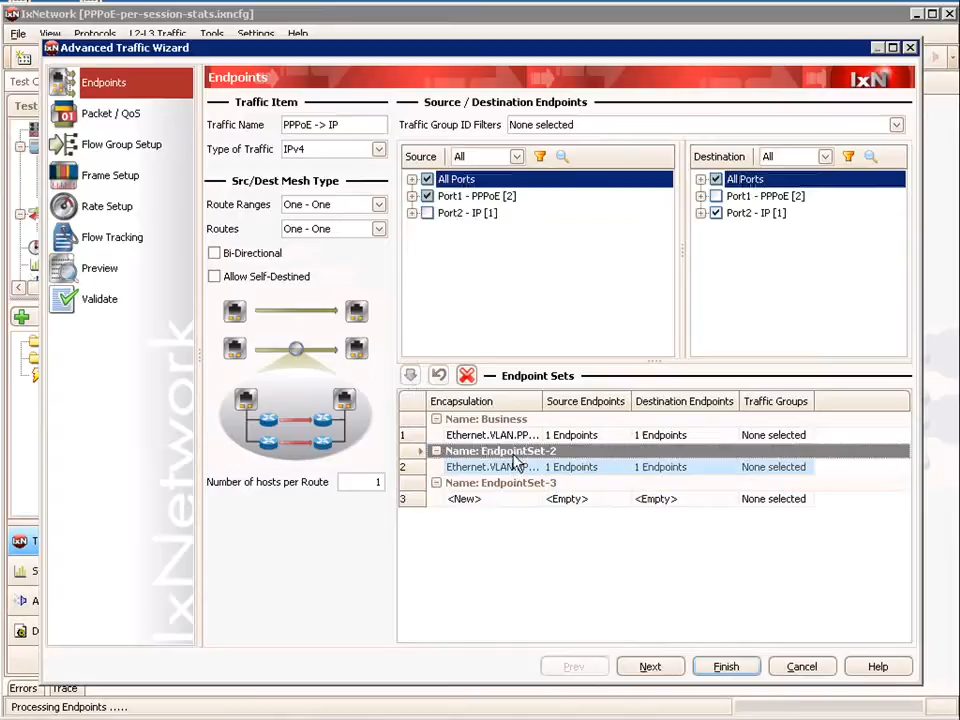 IxNetwork [PPPoE-per-session-stats.ixncfg]
File View Protocols L2-L3 Traffic Tools Settings Help
Advanced Traffic Wizard
Test
Test
Endpoints
Packet / QoS
Flow Group Setup
Frame Setup
Rate Setup
Flow Tracking
Preview
Validate
IxNetwork
Endpoints
IxN
Traffic Item
Traffic Name PPPoE -> IP
Type of Traffic IPv4
Src/Dest Mesh Type
Route Ranges One - One
Routes One - One
Bi-Directional
Allow Self-Destined
Number of hosts per Route 1
Source / Destination Endpoints
Traffic Group ID Filters None selected
Source All
All Ports
Port1 - PPPoE [2]
Port2 - IP [1]
Destination All
All Ports
Port1 - PPPoE [2]
Port2 - IP [1]
Endpoint Sets
Encapsulation Source Endpoints Destination Endpoints Traffic Groups
Name: Business
1 Ethernet.VLAN.PP... 1 Endpoints 1 Endpoints None selected
Name: EndpointSet-2
2 Ethernet.VLAN.PP... 1 Endpoints 1 Endpoints None selected
Name: EndpointSet-3
3 <New> <Empty> <Empty> None selected
Prev Next Finish Cancel Help
Errors Trace
Processing Endpoints .....